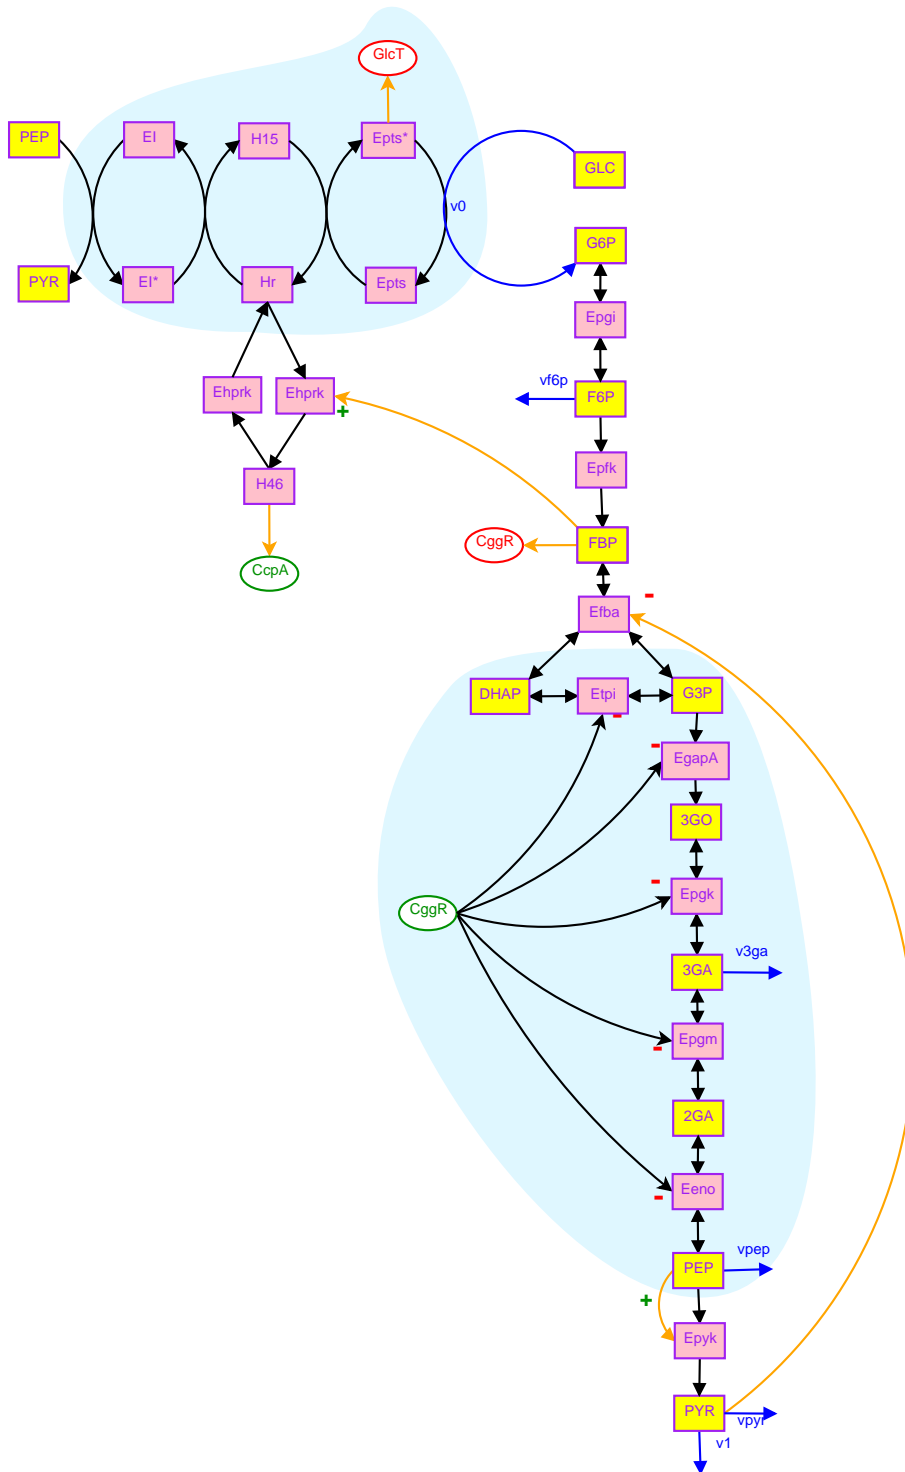 GlcT
PEP
EI
H15
Epts*
GLC
v0
G6P
PYR
EI*
Hr
Epts
Epgi
vf6p
Ehprk
Ehprk
F6P
+
Epfk
H46
CggR
FBP
CcpA
-
Efba
DHAP
Etpi
G3P
-
-
EgapA
3GO
-
Epgk
CggR
v3ga
3GA
Epgm
-
2GA
Eeno
-
vpep
PEP
+
Epyk
PYR
vpyr
v1